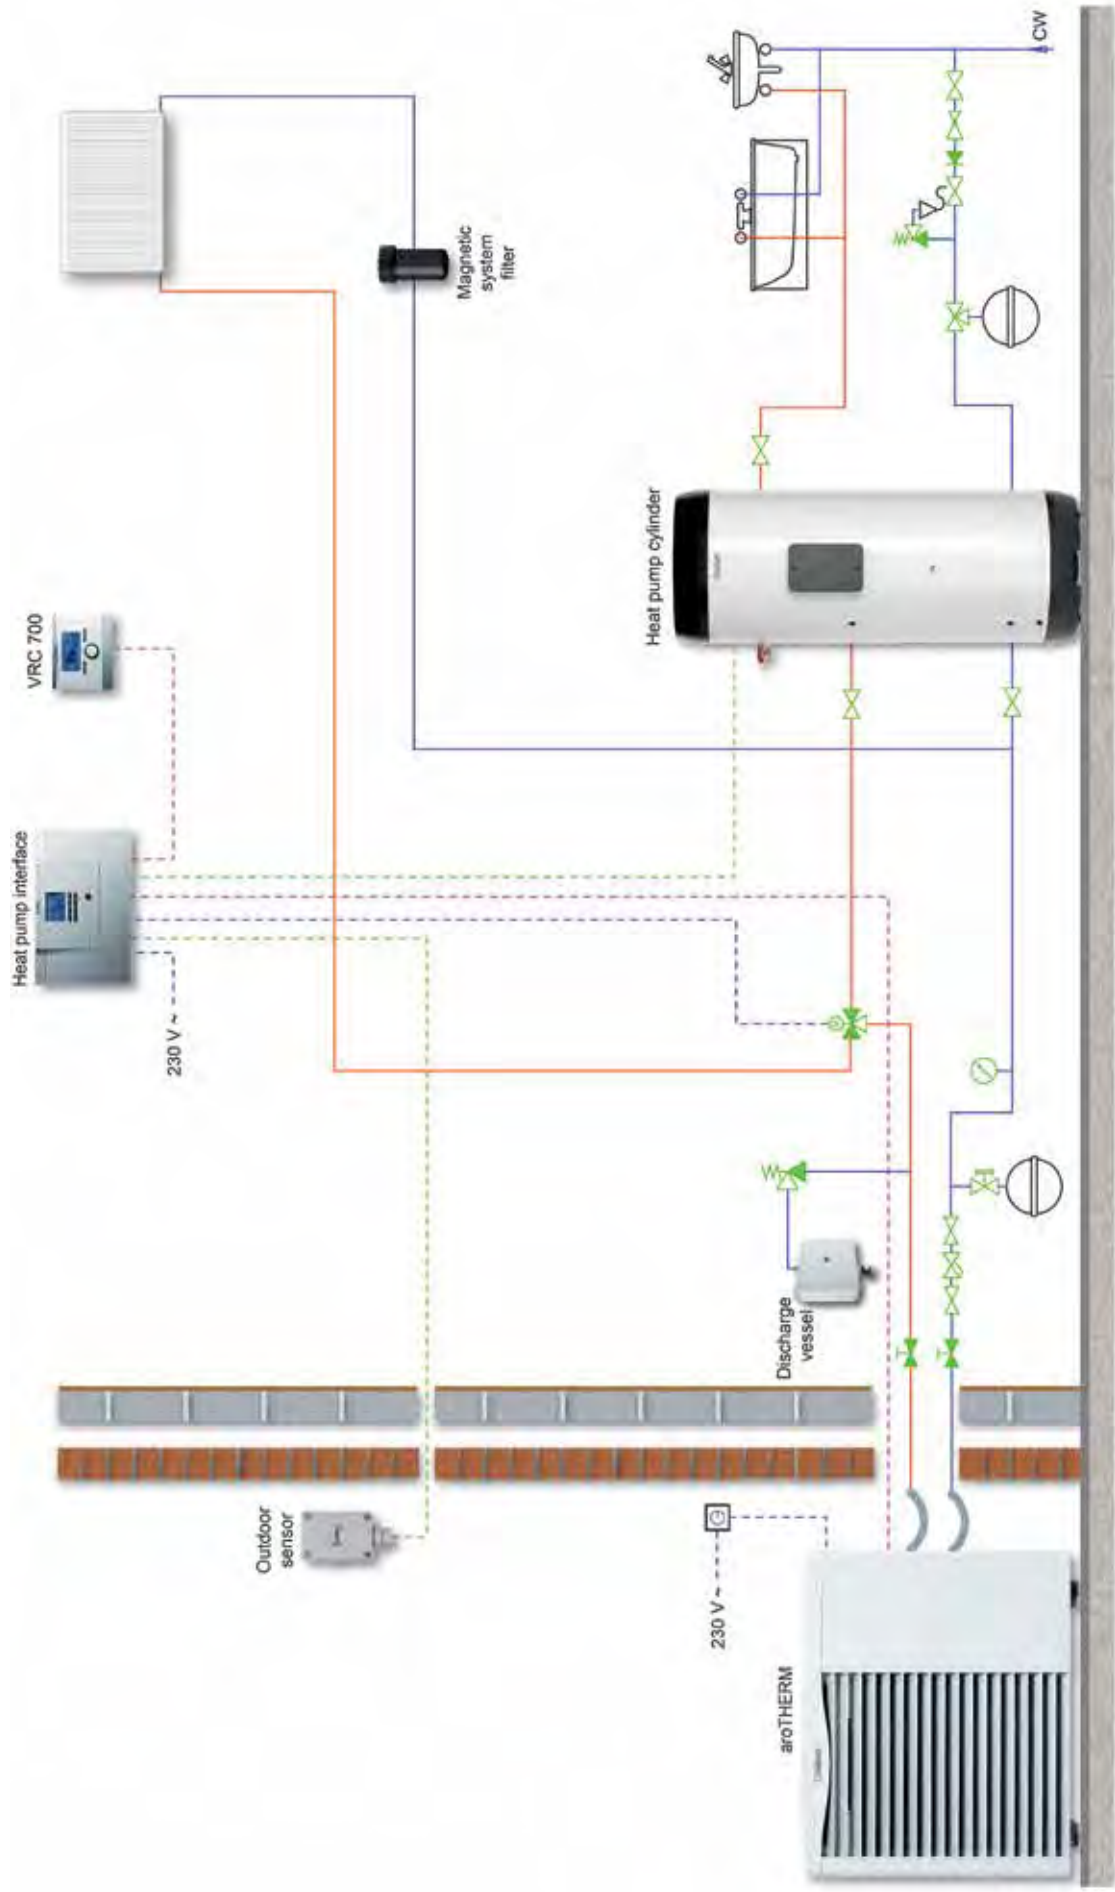 Outdoor
sensor
230 V ~
aroTHERM
Discharge
vessel
Heat pump interface
230 V ~
VRC 700
Heat pump cylinder
Magnetic
system
filter
CW